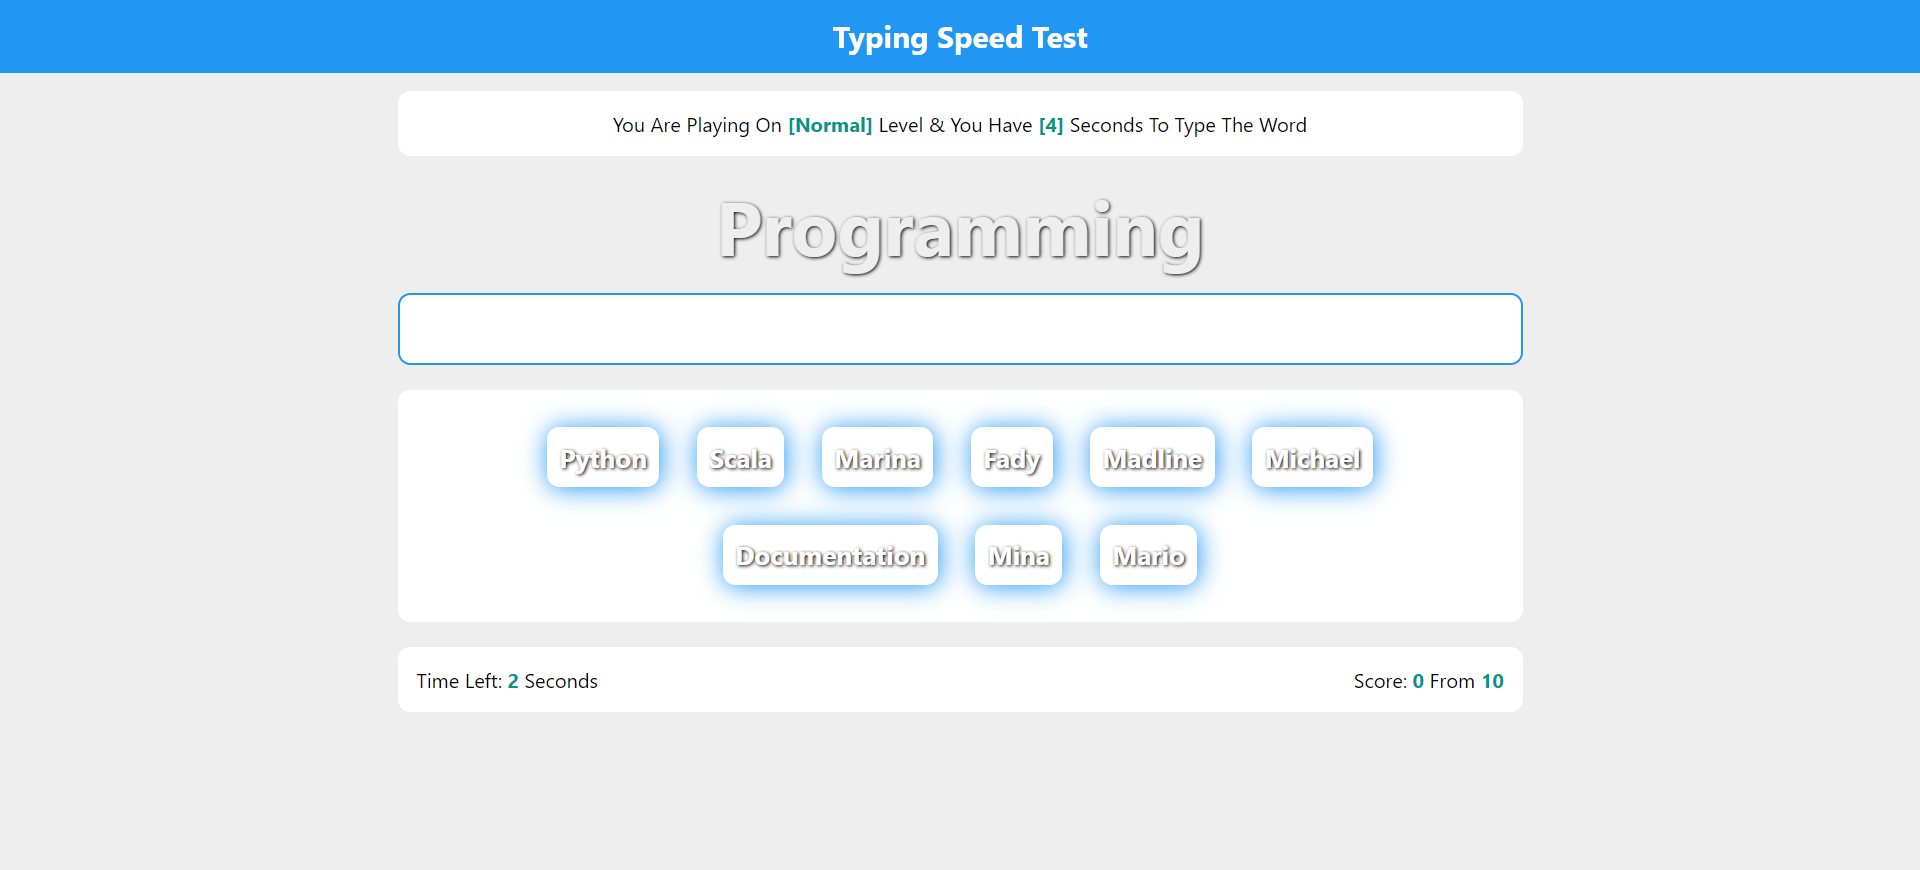 Typing Speed Test
You Are Playing On [Normal] Level & You Have [4] Seconds To Type The Word
Programming
Python Scala Marina Fady Madline Michael
Documentation Mina Mario
Time Left: 2 Seconds Score: 0 From 10